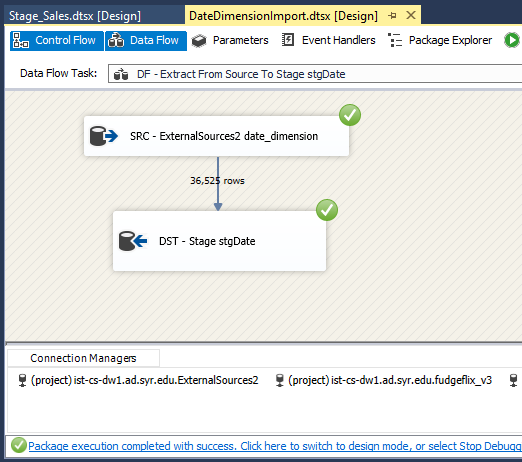 Stage_Sales.dtsx [Design] DateDimensionImport.dtsx [Design]
Control Flow Data Flow Parameters Event Handlers Package Explorer
Data Flow Task: DF - Extract From Source To Stage stgDate
SRC - ExternalSources2 date_dimension
36,525 rows
DST - Stage stgDate
Connection Managers
(project) ist-cs-dw1.ad.syr.edu.ExternalSources2 (project) ist-cs-dw1.ad.syr.edu.fudgeflix_v3
Package execution completed with success. Click here to switch to design mode, or select Stop Debugg